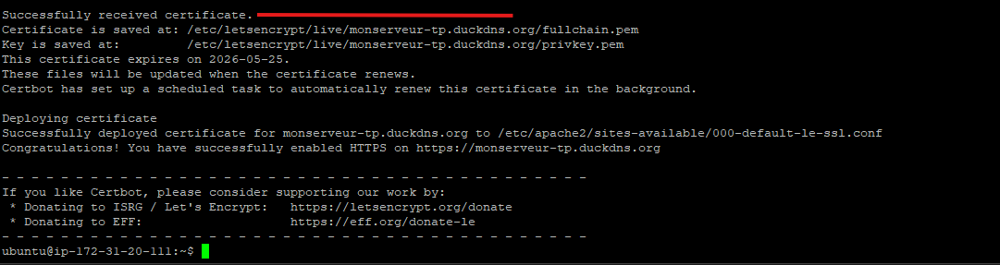 Successfully received certificate.
Certificate is saved at: /etc/letsencrypt/live/monserveur-tp.duckdns.org/fullchain.pem
Key is saved at:         /etc/letsencrypt/live/monserveur-tp.duckdns.org/privkey.pem
This certificate expires on 2026-05-25.
These files will be updated when the certificate renews.
Certbot has set up a scheduled task to automatically renew this certificate in the background.

Deploying certificate
Successfully deployed certificate for monserveur-tp.duckdns.org to /etc/apache2/sites-available/000-default-le-ssl.conf
Congratulations! You have successfully enabled HTTPS on https://monserveur-tp.duckdns.org

- - - - - - - - - - - - - - - - - - - - - - - - - - - - - - - - - - - - - - - -
If you like Certbot, please consider supporting our work by:
 * Donating to ISRG / Let's Encrypt:   https://letsencrypt.org/donate
 * Donating to EFF:                    https://eff.org/donate-le
- - - - - - - - - - - - - - - - - - - - - - - - - - - - - - - - - - - - - - - -
ubuntu@ip-172-31-20-111:~$